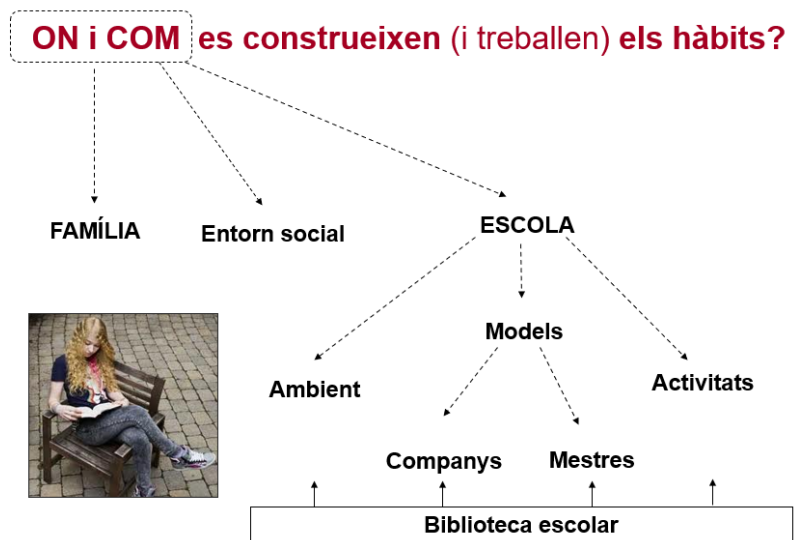 ON i COM es construeixen (i treballen) els hàbits?
FAMÍLIA
Entorn social
ESCOLA
Models
Ambient
Activitats
Companys
Mestres
Biblioteca escolar